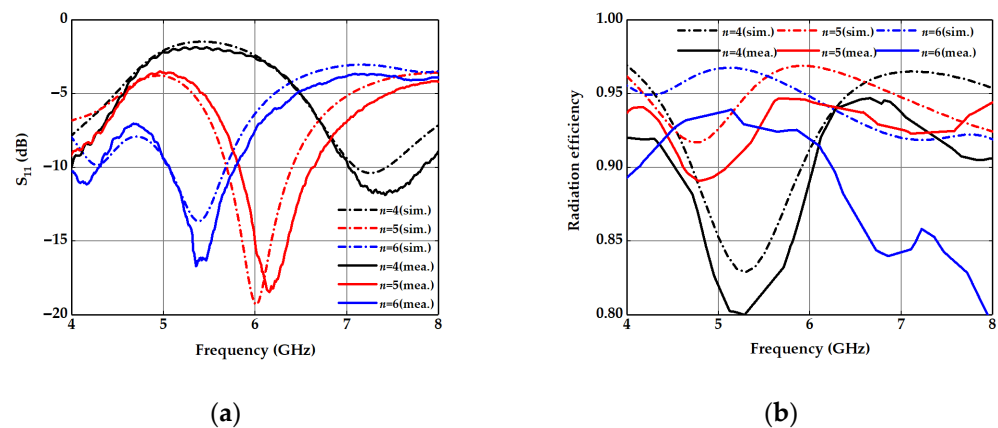 0
−5
−10
−15
−20
S11 (dB)
n=4(sim.)
n=5(sim.)
n=6(sim.)
n=4(mea.)
n=5(mea.)
n=6(mea.)
4 5 6 7 8
Frequency (GHz)
(a)
1.00
0.95
0.90
0.85
0.80
Radiation efficiency
n=4(sim.) n=5(sim.) n=6(sim.)
n=4(mea.) n=5(mea.) n=6(mea.)
4 5 6 7 8
Frequency (GHz)
(b)